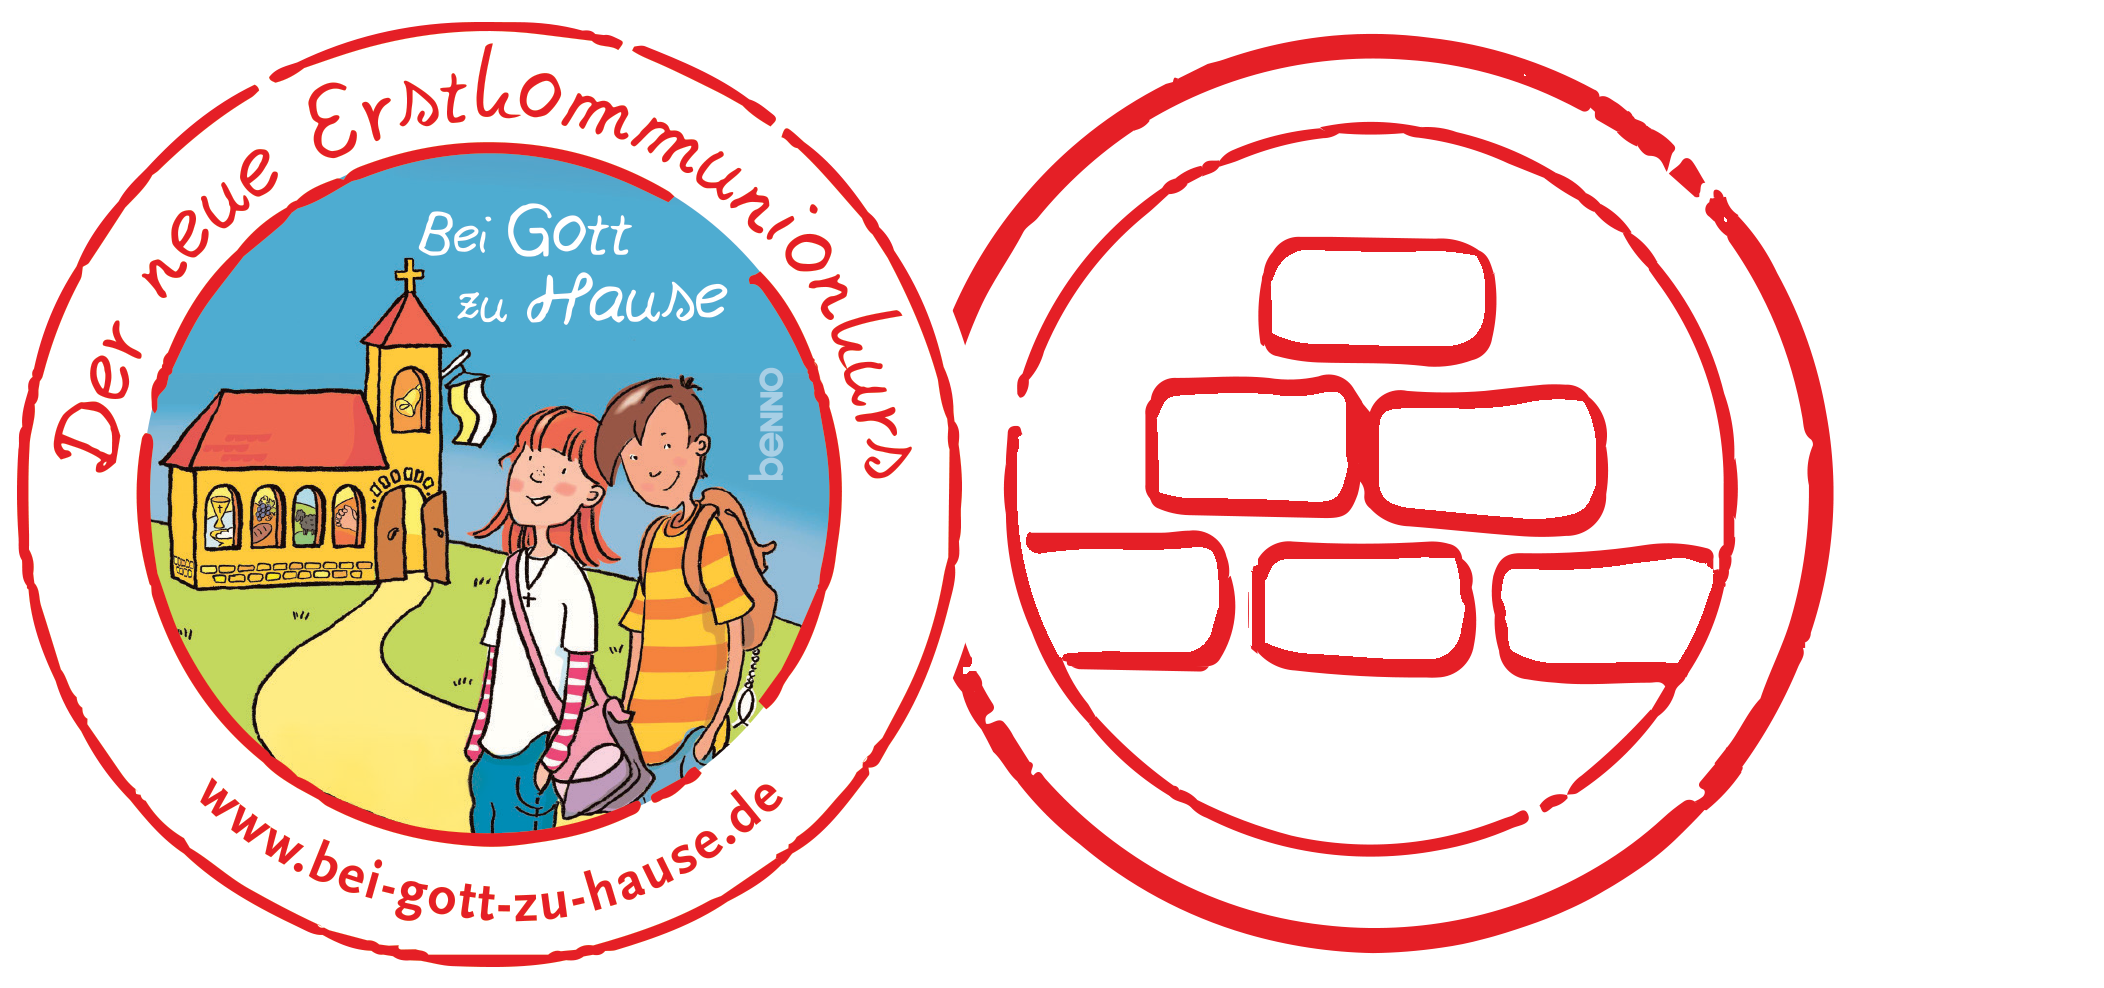 Der neue Erstkommunionkurs
Bei Gott
zu Hause
benno
www.bei-gott-zu-hause.de